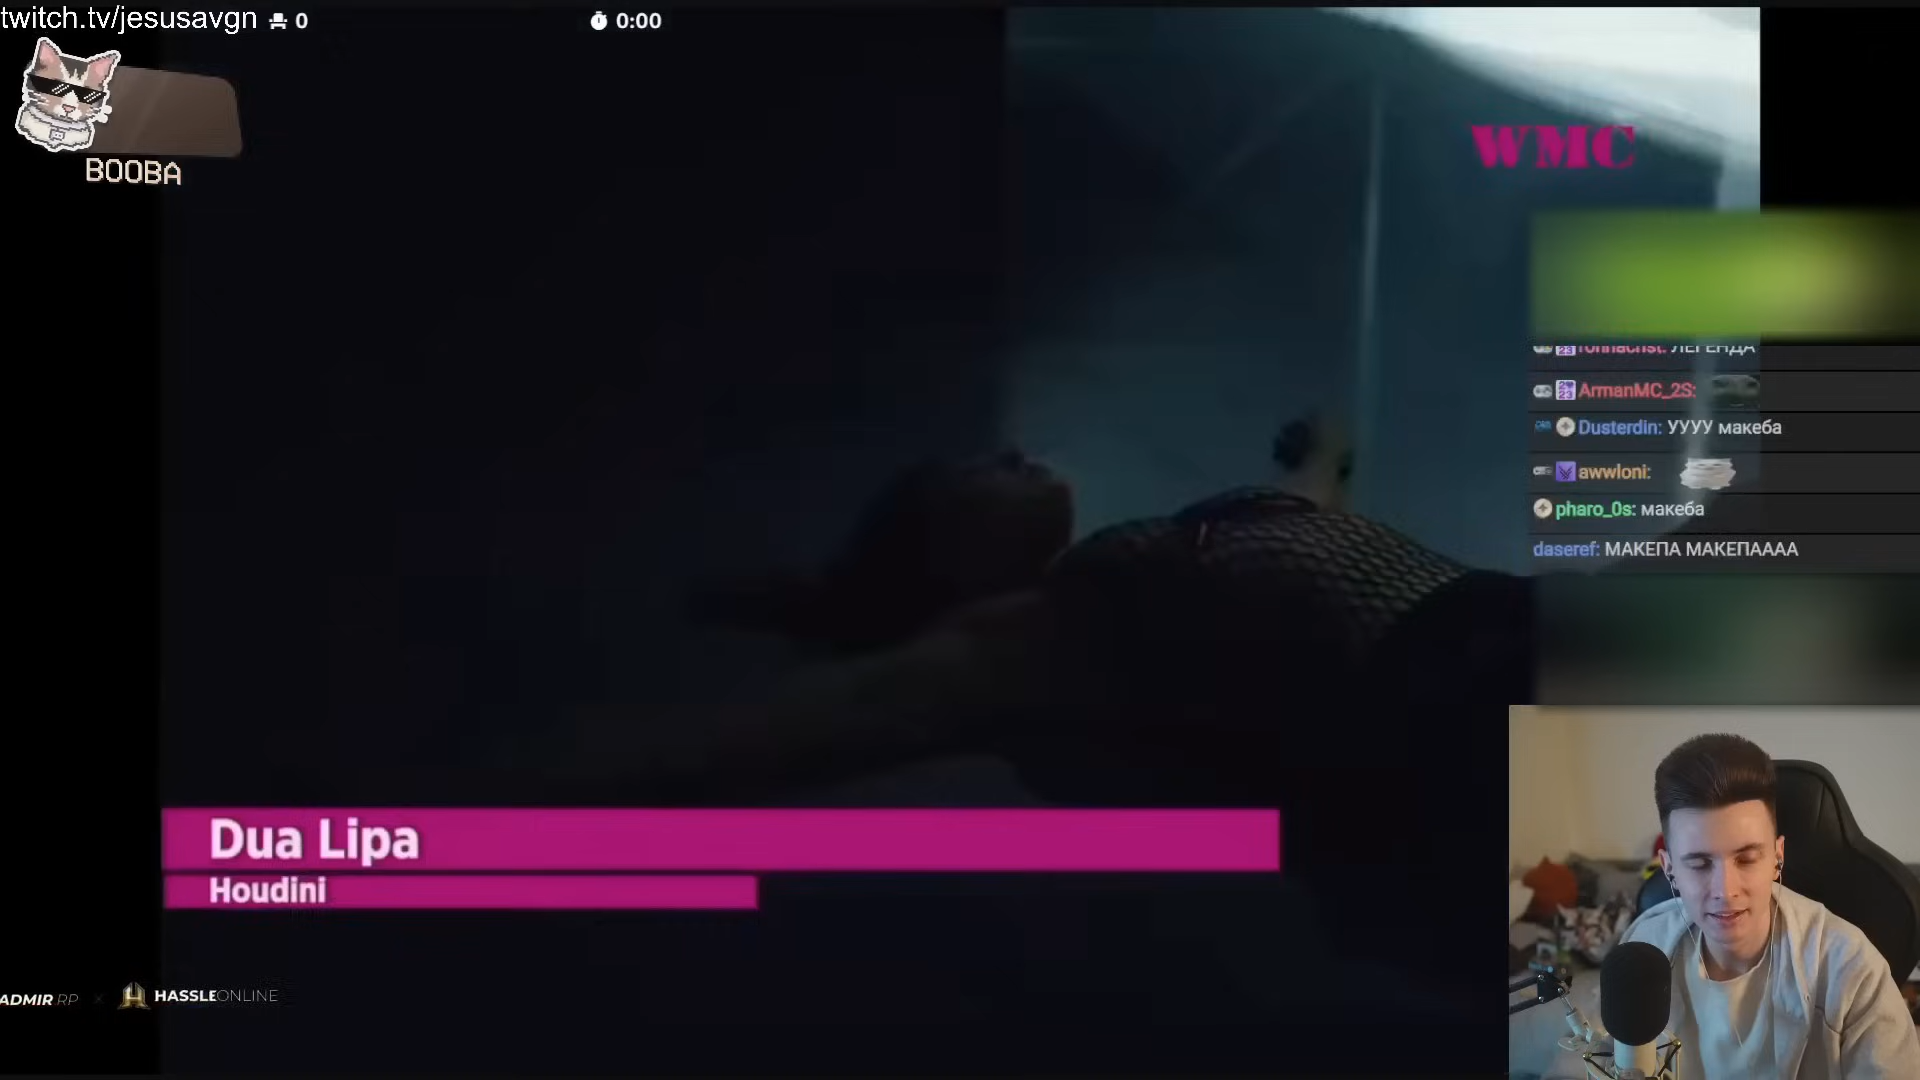 twitch.tv/jesusavgn 0 0:00
BOOBA
WMC
ЛЕГЕНДА
ArmanMC_2S:
Dusterdin: УУУУ макеба
awwloni:
pharo_0s: макеба
daseref: МАКЕПА МАКЕПАААА
Dua Lipa
Houdini
ADMIR RP × HASSLEONLINE